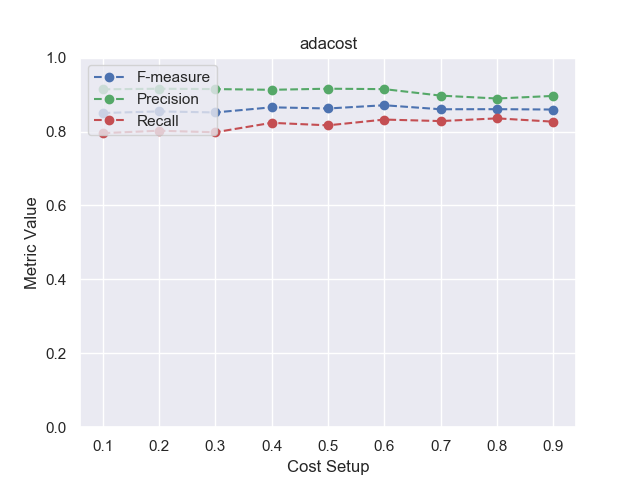 adacost
F-measure
Precision
Recall
1.0
0.8
0.6
0.4
0.2
0.0
Metric Value
0.1 0.2 0.3 0.4 0.5 0.6 0.7 0.8 0.9
Cost Setup